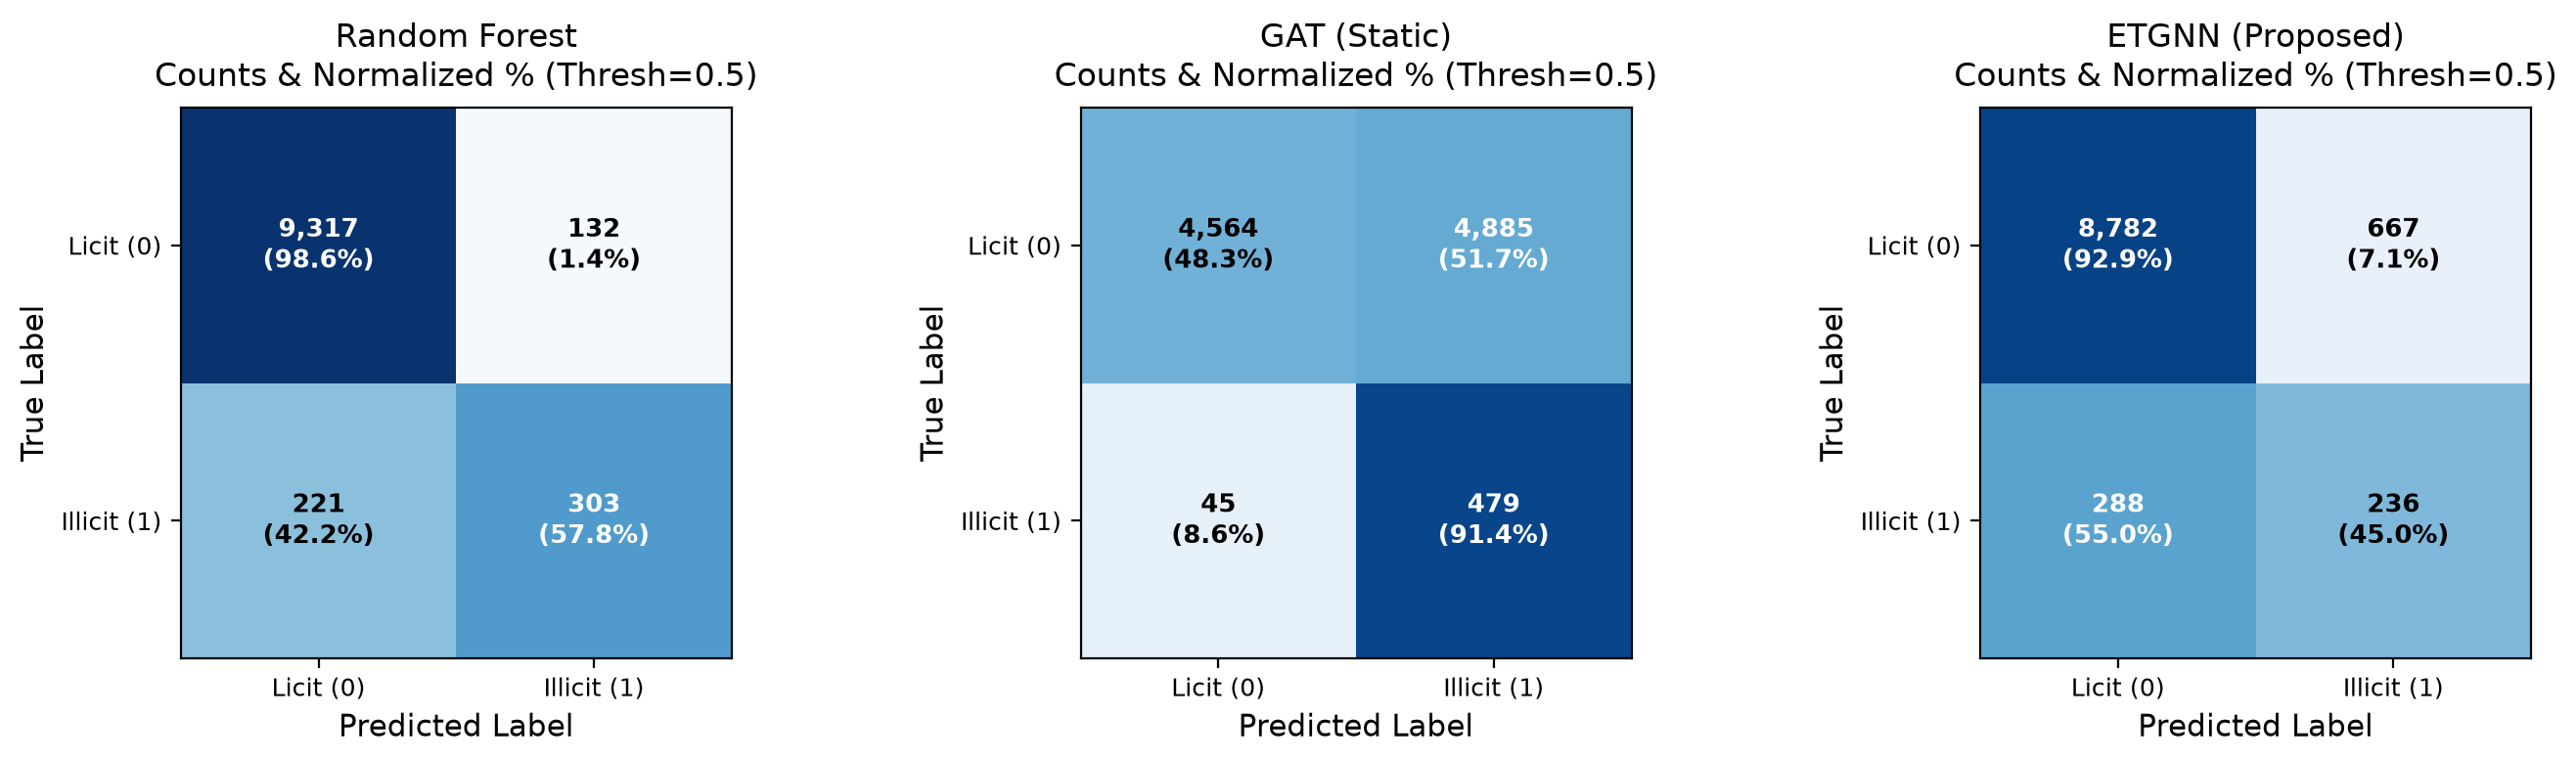 Random Forest
Counts & Normalized % (Thresh=0.5)
True Label
Licit (0)
9,317
(98.6%)
132
(1.4%)
Illicit (1)
221
(42.2%)
303
(57.8%)
Licit (0)
Illicit (1)
Predicted Label
GAT (Static)
Counts & Normalized % (Thresh=0.5)
True Label
Licit (0)
4,564
(48.3%)
4,885
(51.7%)
Illicit (1)
45
(8.6%)
479
(91.4%)
Licit (0)
Illicit (1)
Predicted Label
ETGNN (Proposed)
Counts & Normalized % (Thresh=0.5)
True Label
Licit (0)
8,782
(92.9%)
667
(7.1%)
Illicit (1)
288
(55.0%)
236
(45.0%)
Licit (0)
Illicit (1)
Predicted Label